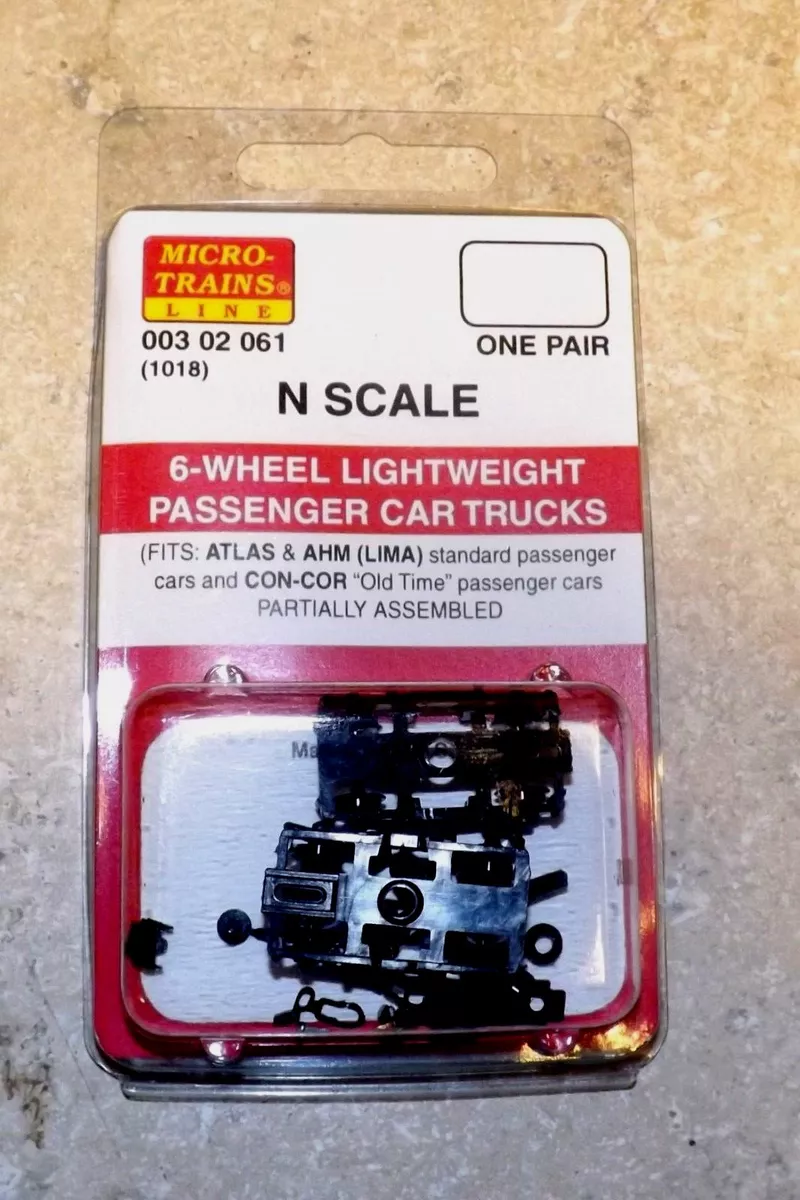 MICRO-
TRAINS®
LINE
003 02 061
(1018)
ONE PAIR
N SCALE
6-WHEEL LIGHTWEIGHT
PASSENGER CAR TRUCKS
(FITS: ATLAS & AHM (LIMA) standard passenger
cars and CON-COR “Old Time” passenger cars
PARTIALLY ASSEMBLED